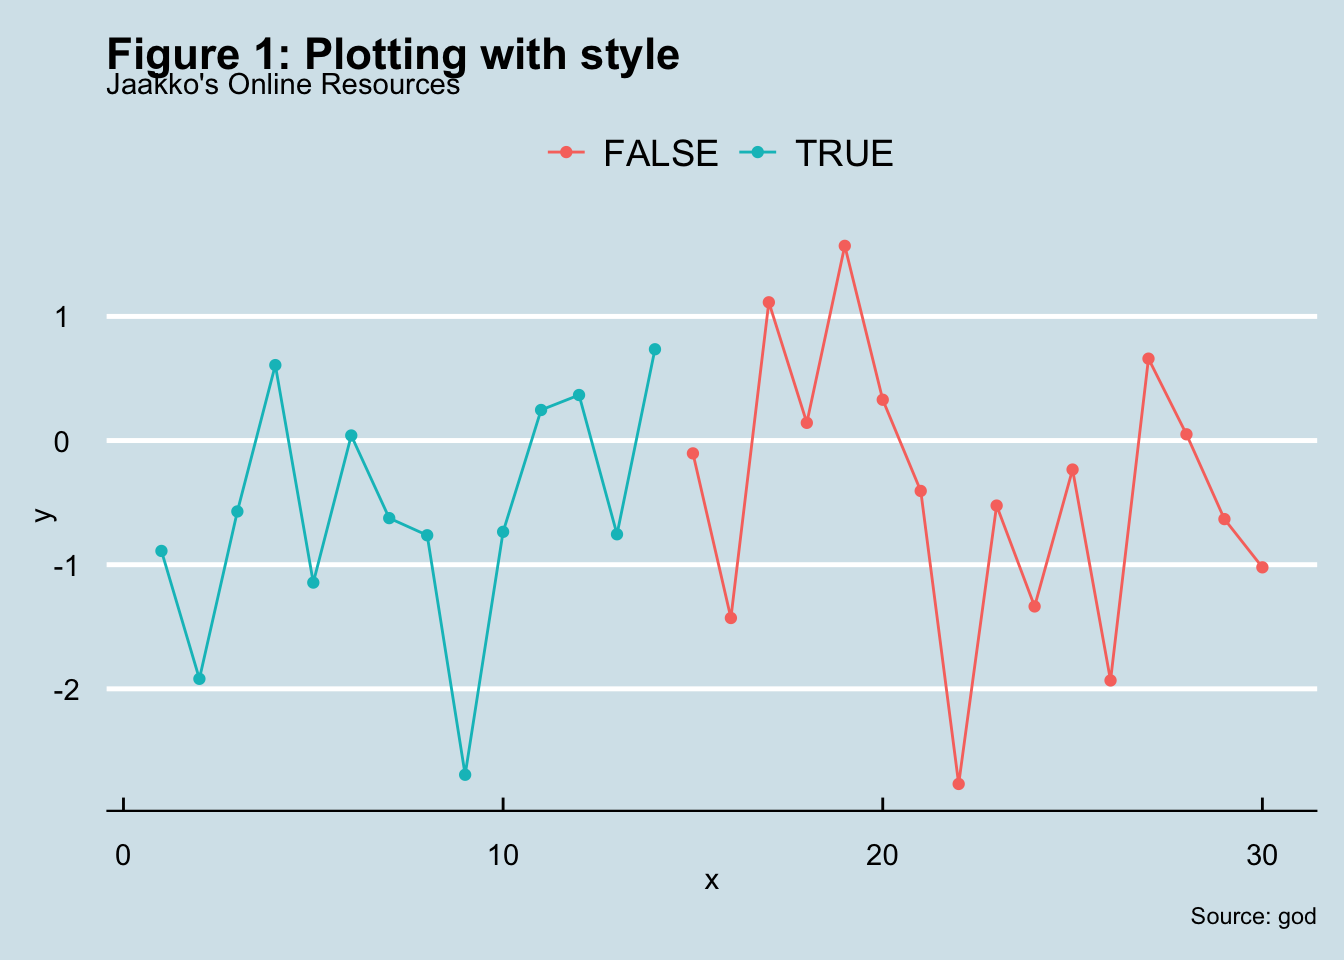 Figure 1: Plotting with style
Jaakko's Online Resources
FALSE TRUE
1
0
-1
-2
y
0 10 20 30
x
Source: god